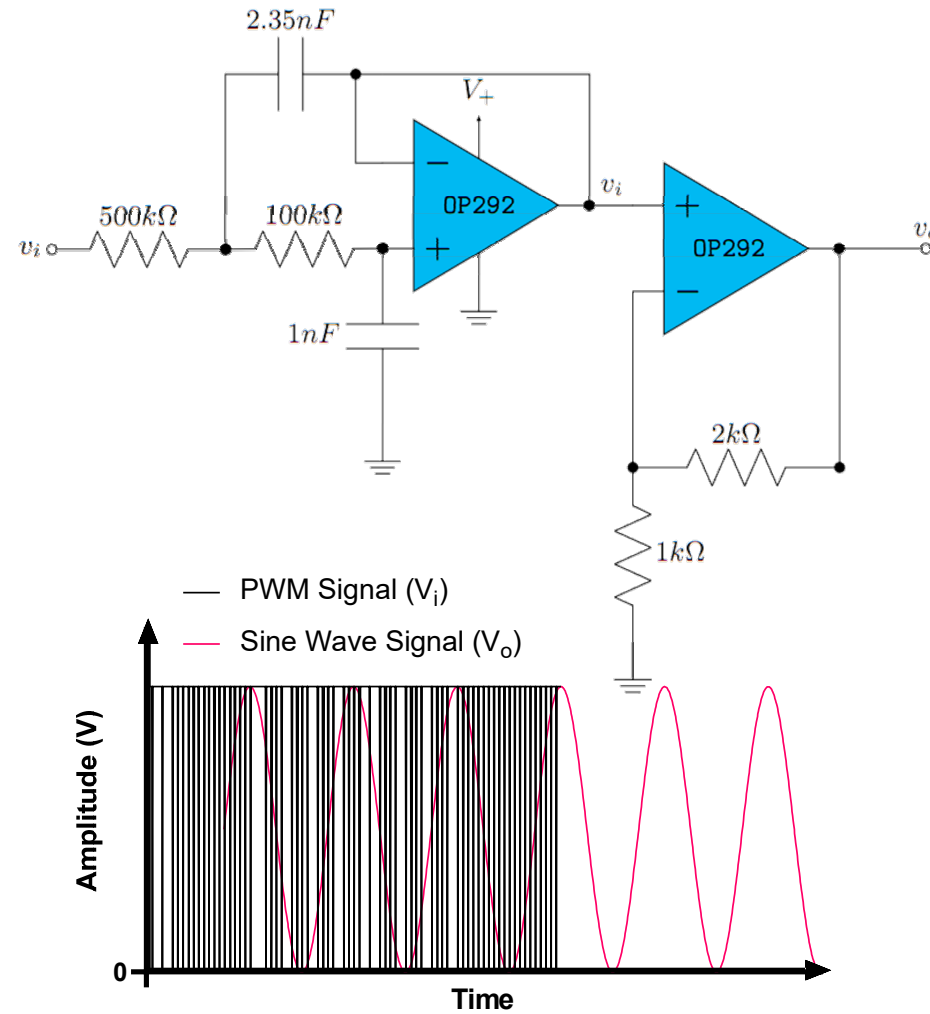 2.35nF
V+
500kΩ
100kΩ
−
+
OP292
vi
vi
+
−
OP292
1nF
2kΩ
1kΩ
PWM Signal (Vi)
Sine Wave Signal (Vo)
Amplitude (V)
0
Time